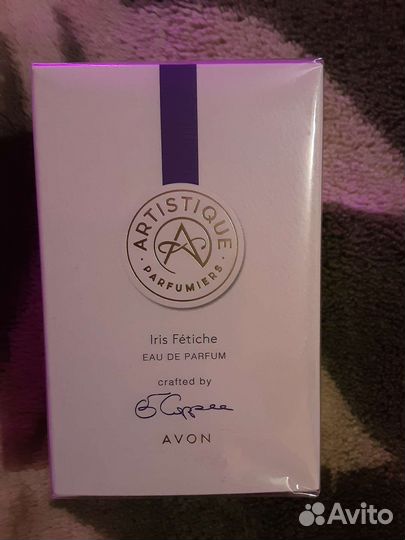 ARTISTIQUE
PARFUMIERS
Iris Fétiche
EAU DE PARFUM
crafted by
AVON
Avito